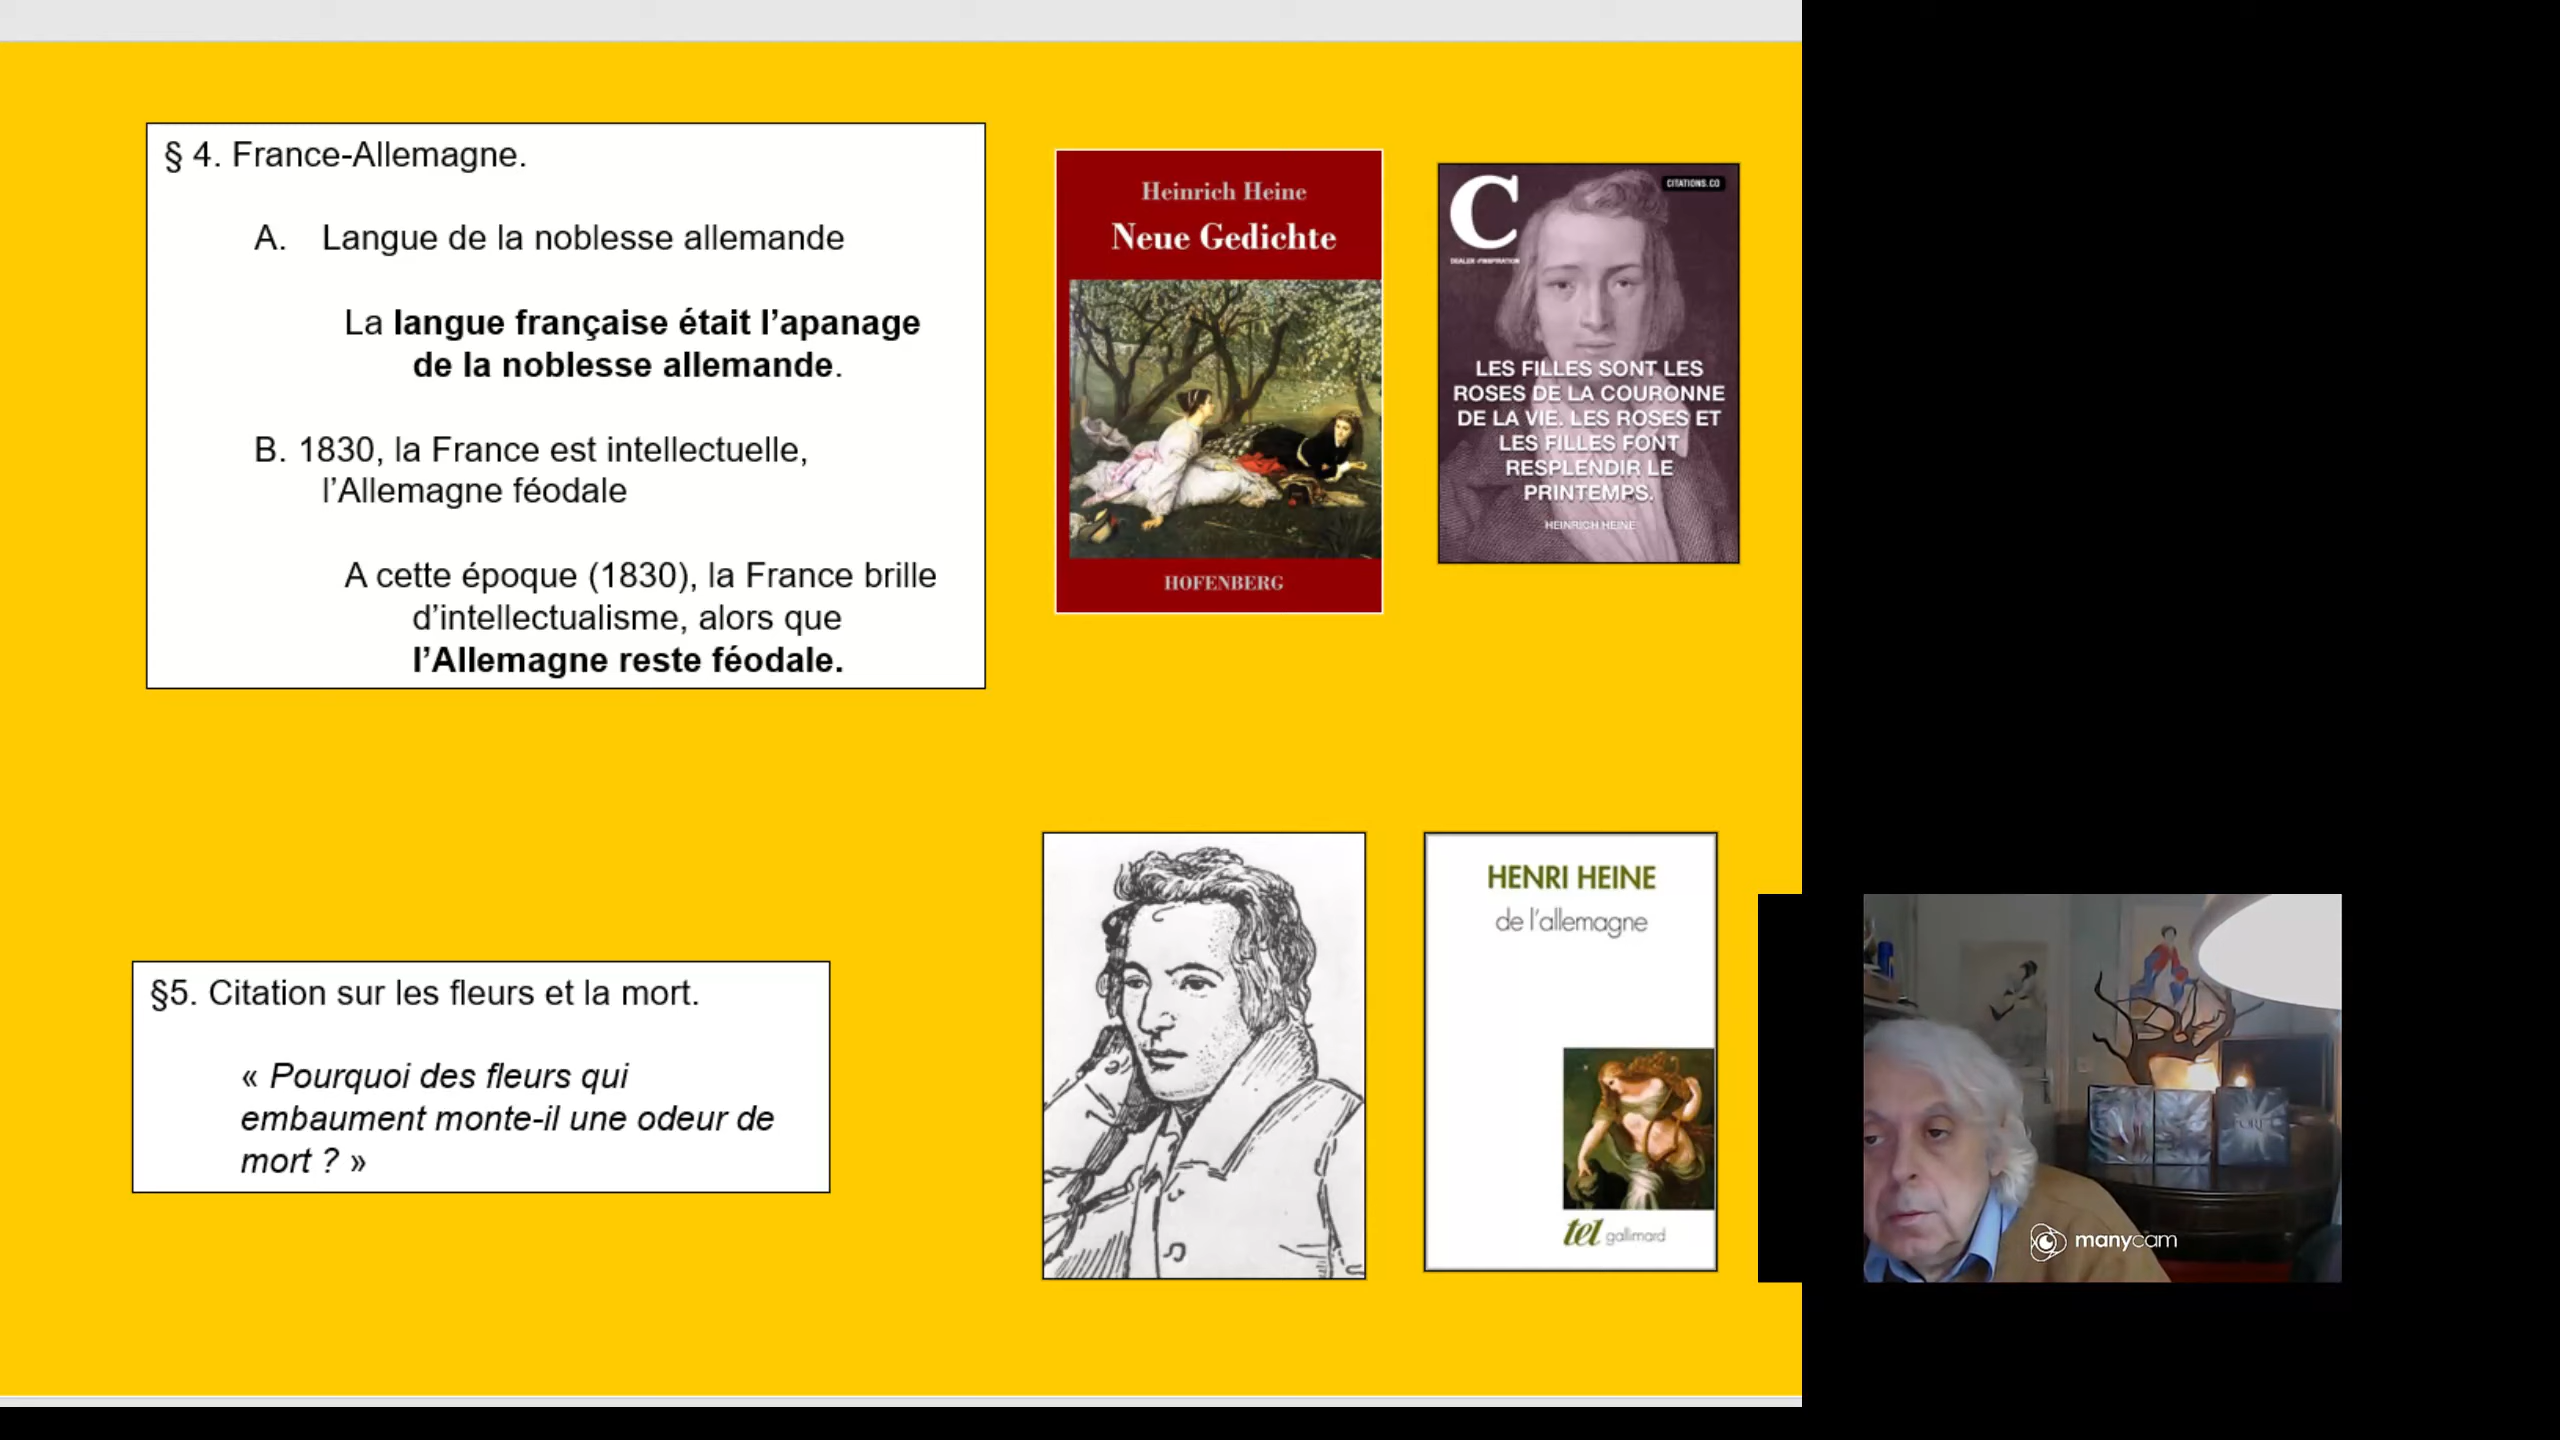 § 4. France-Allemagne.
A. Langue de la noblesse allemande
La langue française était l’apanage
de la noblesse allemande.
B. 1830, la France est intellectuelle,
l’Allemagne féodale
A cette époque (1830), la France brille
d’intellectualisme, alors que
l’Allemagne reste féodale.
Heinrich Heine
Neue Gedichte
HOFENBERG
C
CITATIONS.CO
DEALER D'INSPIRATION
LES FILLES SONT LES
ROSES DE LA COURONNE
DE LA VIE. LES ROSES ET
LES FILLES FONT
RESPLENDIR LE
PRINTEMPS.
HEINRICH HEINE
§5. Citation sur les fleurs et la mort.
« Pourquoi des fleurs qui
embaument monte-il une odeur de
mort ? »
HENRI HEINE
de l’allemagne
tel gallimard
manycam